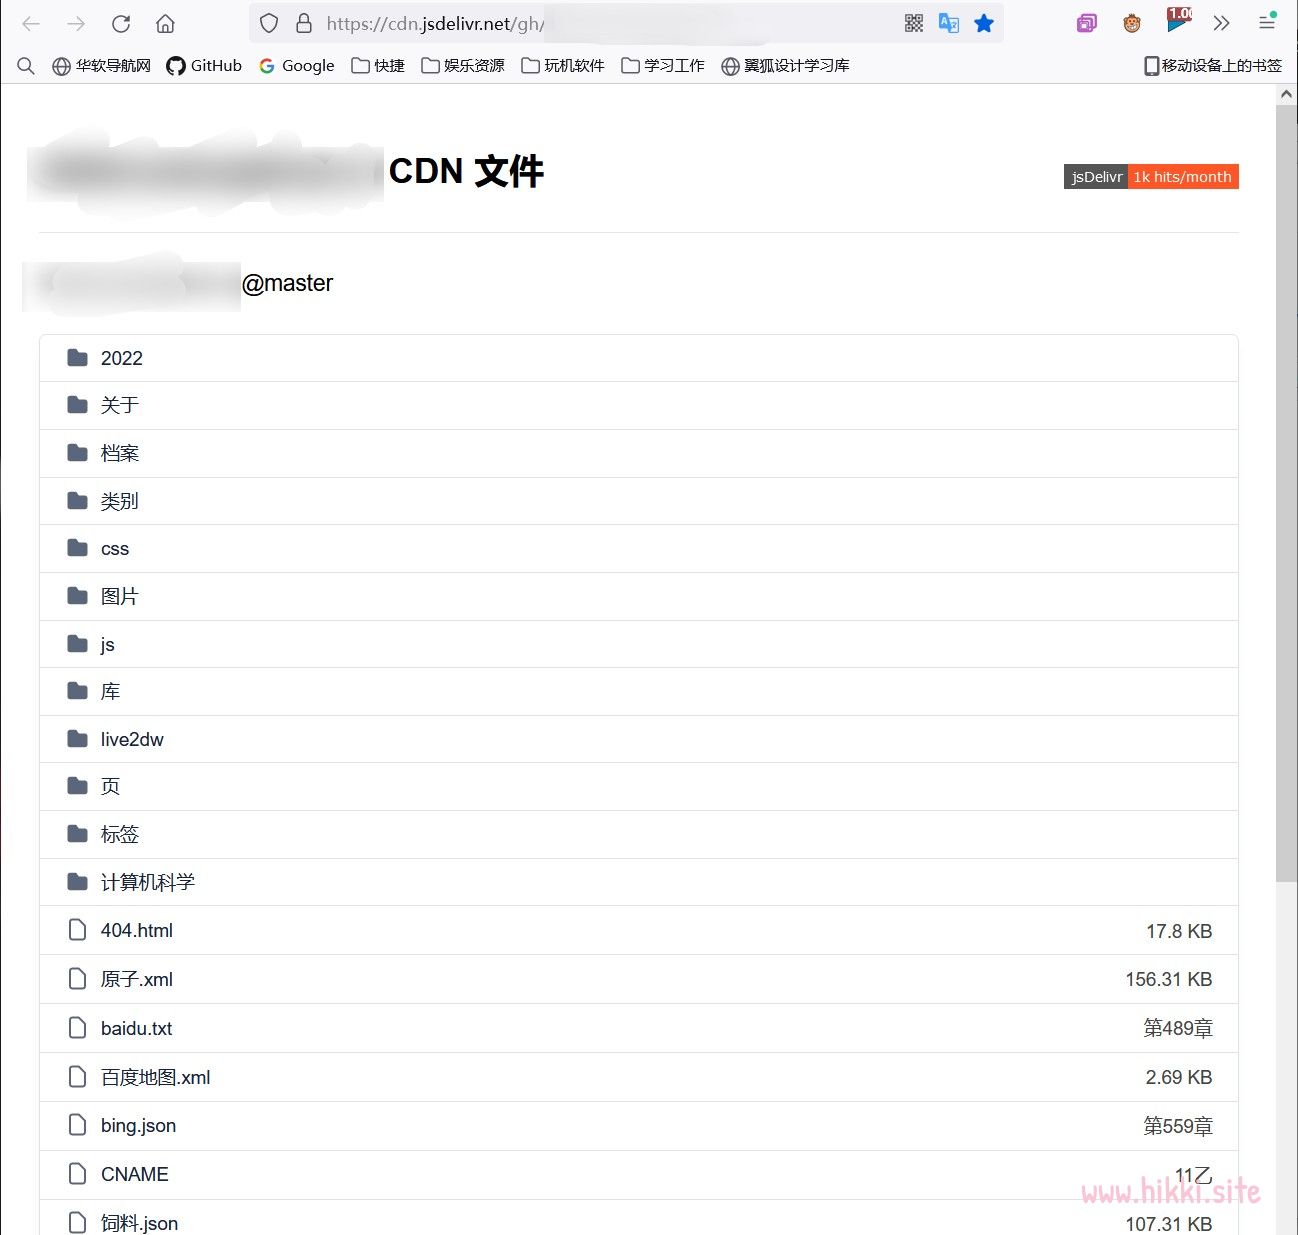 https://cdn.jsdelivr.net/gh/
1.00
华软导航网 GitHub Google 快捷 娱乐资源 玩机软件 学习工作 翼狐设计学习库 移动设备上的书签
CDN 文件
jsDelivr 1k hits/month
@master
2022
关于
档案
类别
css
图片
js
库
live2dw
页
标签
计算机科学
404.html 17.8 KB
原子.xml 156.31 KB
baidu.txt 第489章
百度地图.xml 2.69 KB
bing.json 第559章
CNAME 11乙
www.hikki.site
饲料.json 107.31 KB